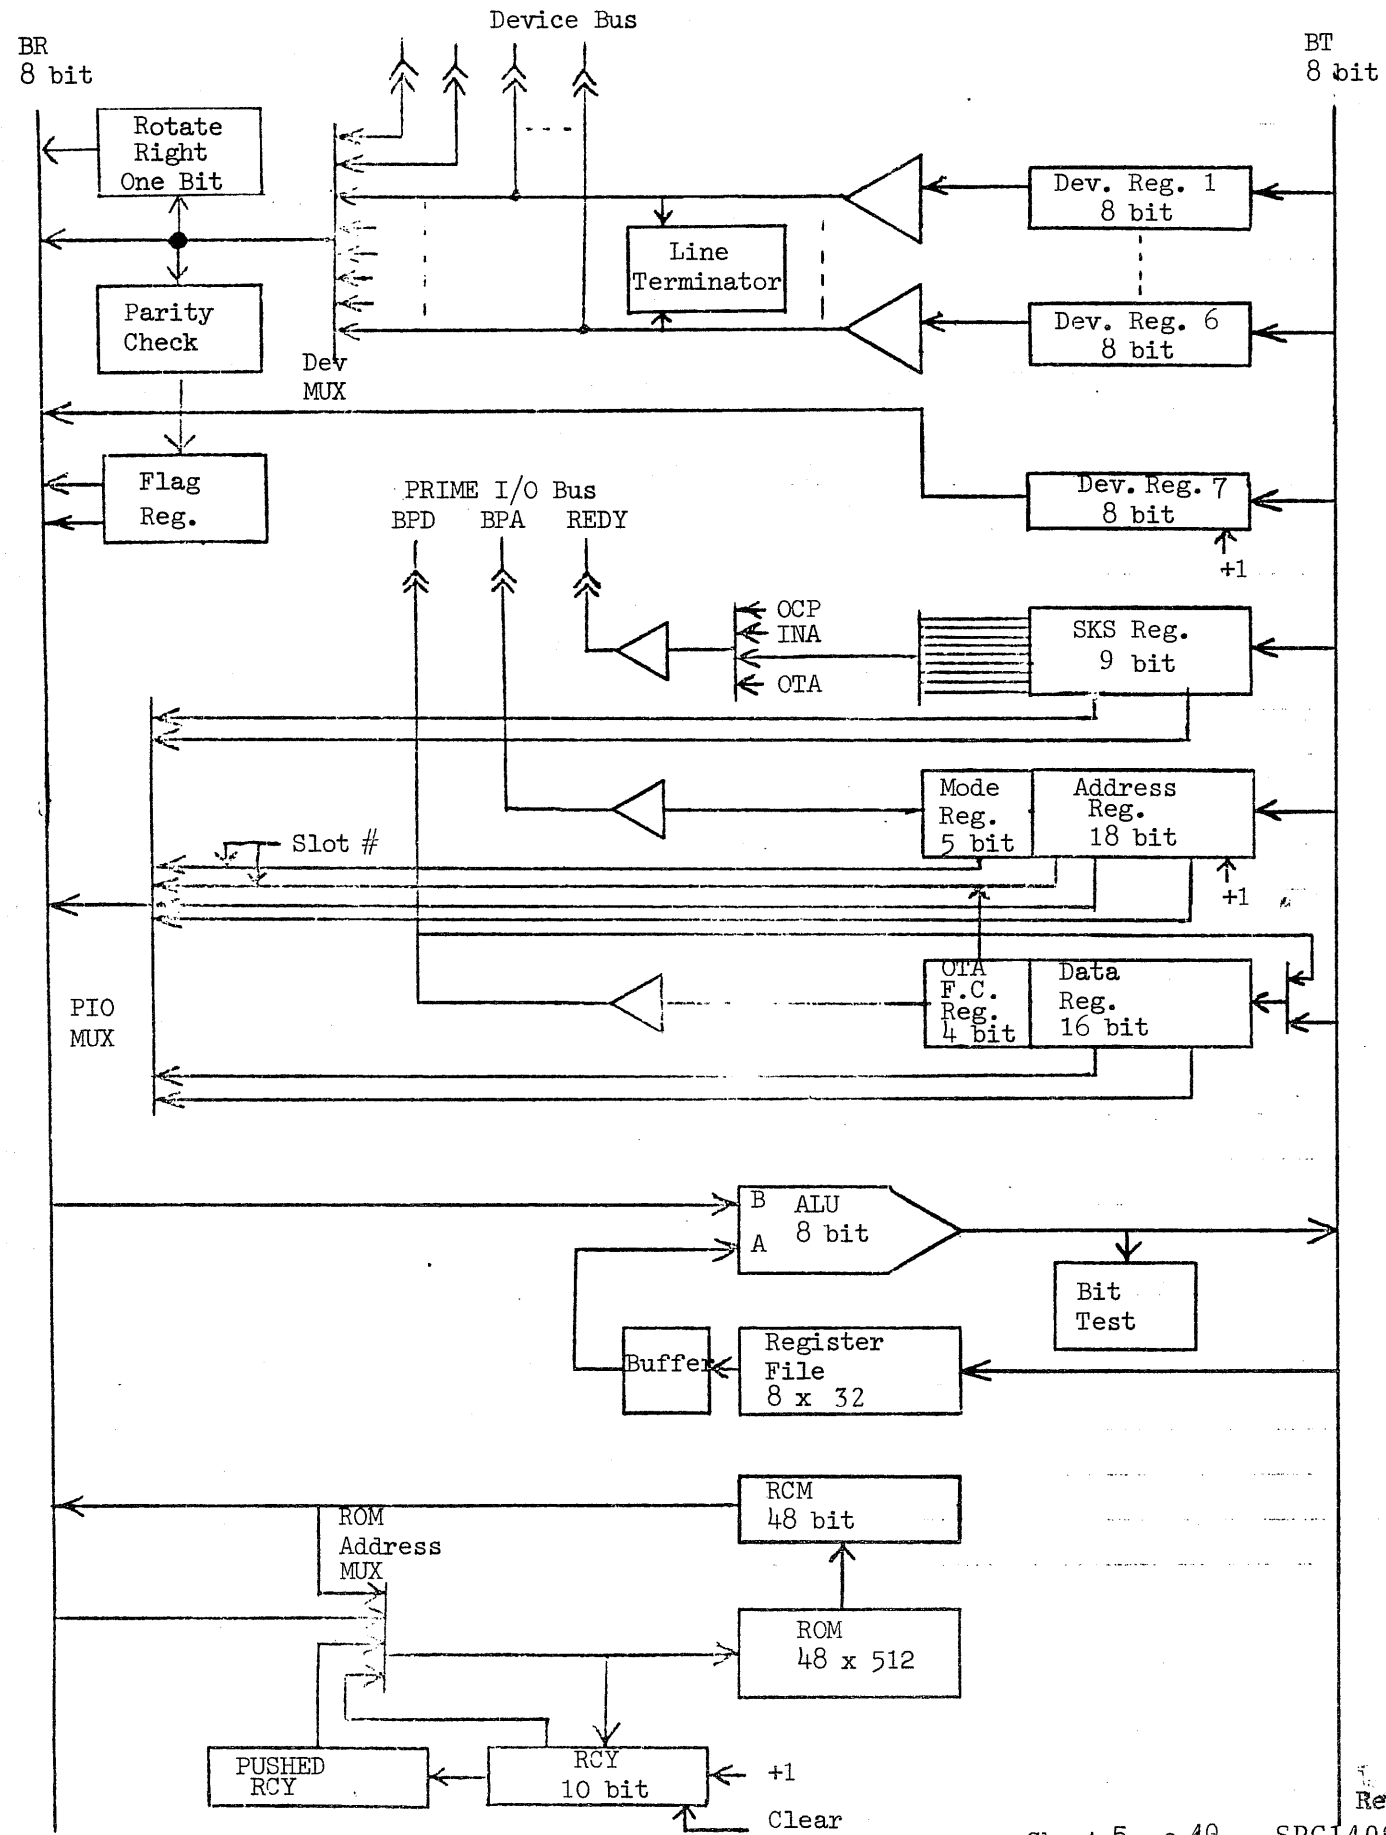 Device Bus
BR
8 bit
BT
8 bit
Rotate
Right
One Bit
Dev. Reg. 1
8 bit
Line
Terminator
Parity
Check
Dev. Reg. 6
8 bit
Dev
MUX
Flag
Reg.
PRIME I/O Bus
BPD
BPA
REDY
Dev. Reg. 7
8 bit
+1
OCP
INA
OTA
SKS Reg.
9 bit
Mode
Reg.
5 bit
Address
Reg.
18 bit
+1
Slot #
OTA
F.C.
Reg.
4 bit
Data
Reg.
16 bit
PIO
MUX
B
A
ALU
8 bit
Bit
Test
Buffer
Register
File
8 x 32
RCM
48 bit
ROM
Address
MUX
ROM
48 x 512
PUSHED
RCY
RCY
10 bit
+1
Clear
Re